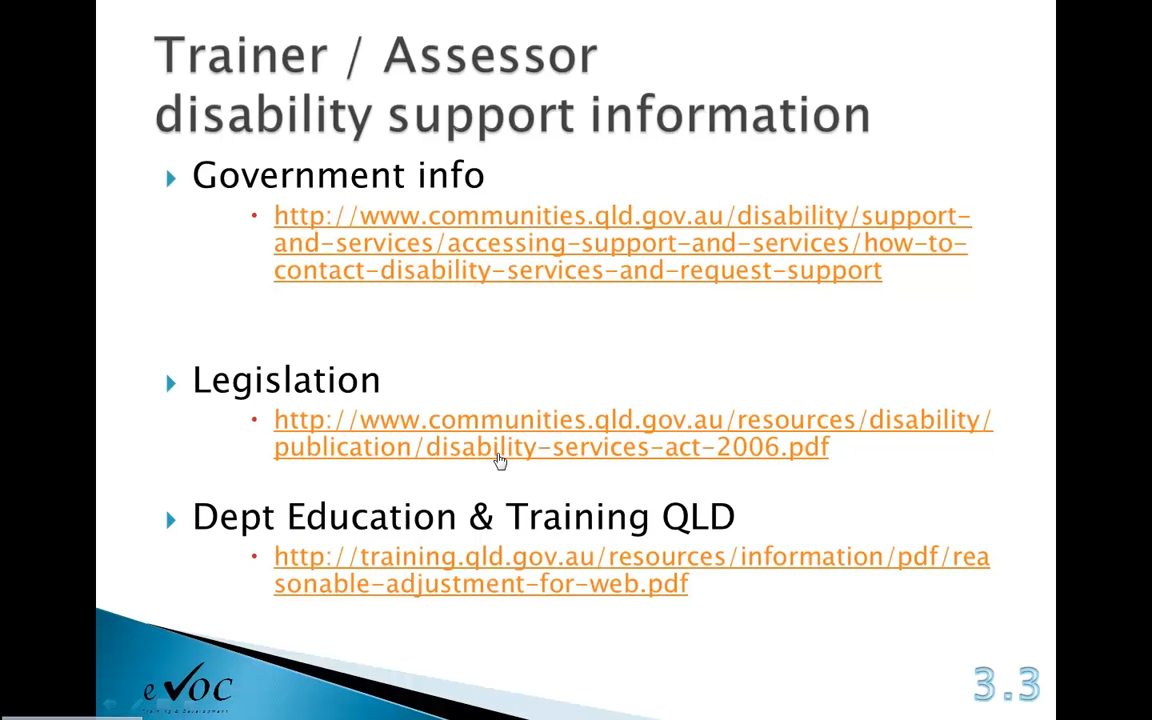 Trainer / Assessor
disability support information
Government info
http://www.communities.qld.gov.au/disability/support-
and-services/accessing-support-and-services/how-to-
contact-disability-services-and-request-support
Legislation
http://www.communities.qld.gov.au/resources/disability/
publication/disability-services-act-2006.pdf
Dept Education & Training QLD
http://training.qld.gov.au/resources/information/pdf/rea
sonable-adjustment-for-web.pdf
e VOC
Training & Development
3.3